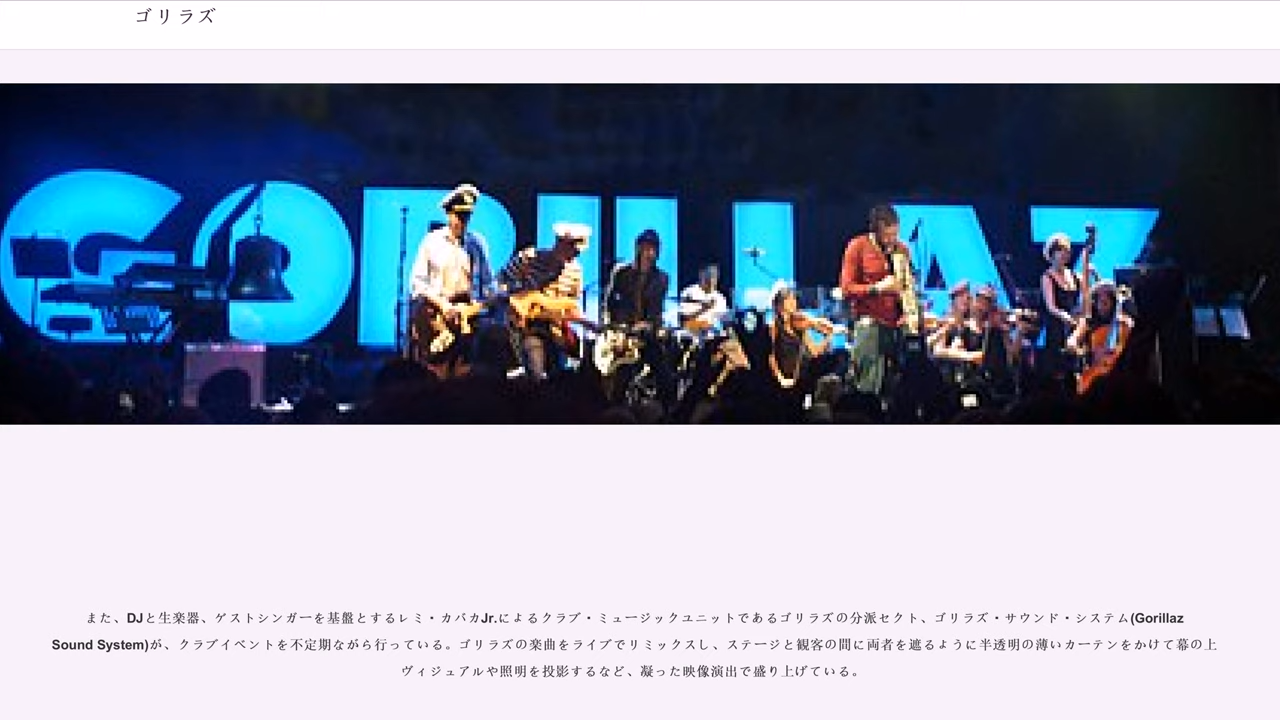 ゴリラズ
GORILLAZ
また、DJと生楽器、ゲストシンガーを基盤とするレミ・カバカJr.によるクラブ・ミュージックユニットであるゴリラズの分派セクト、ゴリラズ・サウンド・システム(Gorillaz
Sound System)が、クラブイベントを不定期ながら行っている。ゴリラズの楽曲をライブでリミックスし、ステージと観客の間に両者を遮るように半透明の薄いカーテンをかけて幕の上
ヴィジュアルや照明を投影するなど、凝った映像演出で盛り上げている。